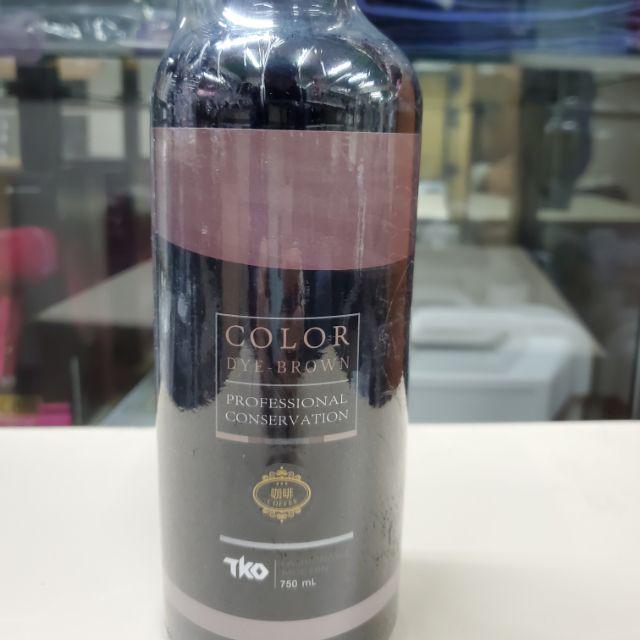 COLOR
DYE-BROWN
PROFESSIONAL
CONSERVATION
咖啡
COFFEE
TKO
750 mL